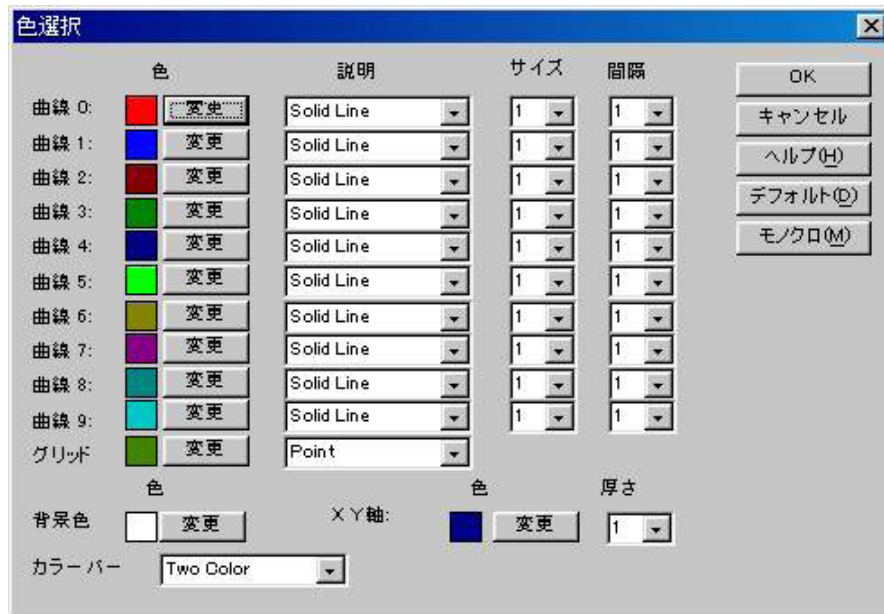 色選択
色 説明 サイズ 間隔
曲線 0: 変更 Solid Line 1 1
曲線 1: 変更 Solid Line 1 1
曲線 2: 変更 Solid Line 1 1
曲線 3: 変更 Solid Line 1 1
曲線 4: 変更 Solid Line 1 1
曲線 5: 変更 Solid Line 1 1
曲線 6: 変更 Solid Line 1 1
曲線 7: 変更 Solid Line 1 1
曲線 8: 変更 Solid Line 1 1
曲線 9: 変更 Solid Line 1 1
グリッド 変更 Point
色 色 厚さ
背景色 変更 XY軸: 変更 1
カラーバー Two Color
OK
キャンセル
ヘルプ(H)
デフォルト(D)
モノクロ(M)